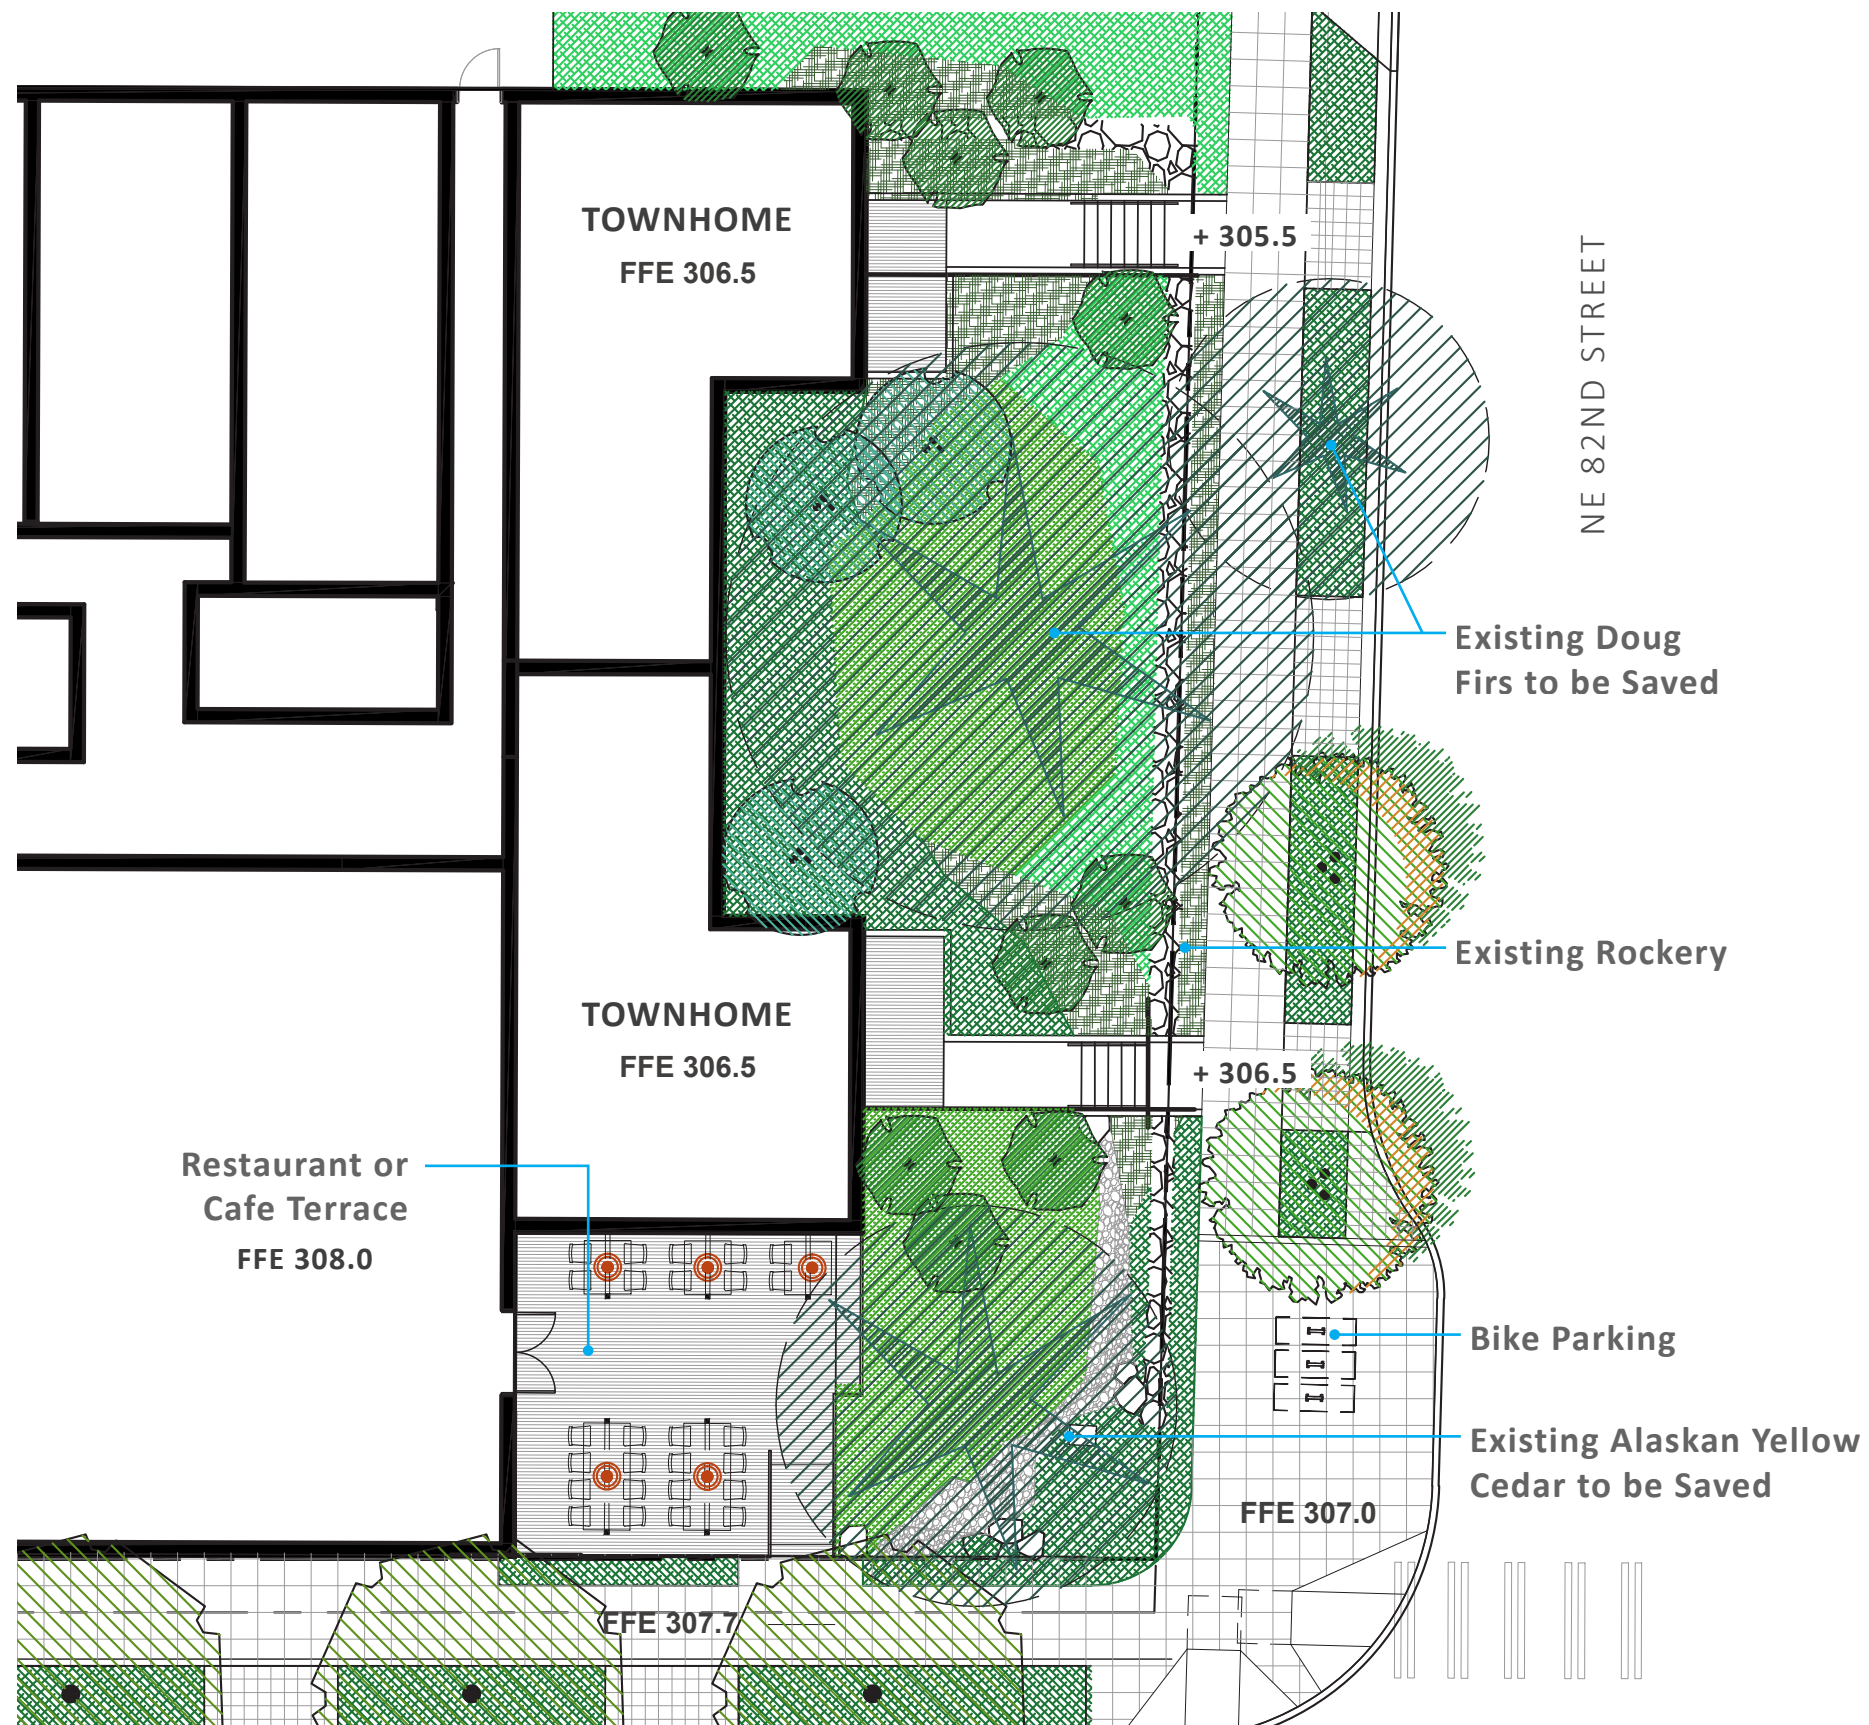 TOWNHOME
FFE 306.5
+ 305.5
NE 82ND STREET
Existing Doug
Firs to be Saved
Existing Rockery
TOWNHOME
FFE 306.5
+ 306.5
Restaurant or
Cafe Terrace
FFE 308.0
Bike Parking
Existing Alaskan Yellow
Cedar to be Saved
FFE 307.0
FFE 307.7